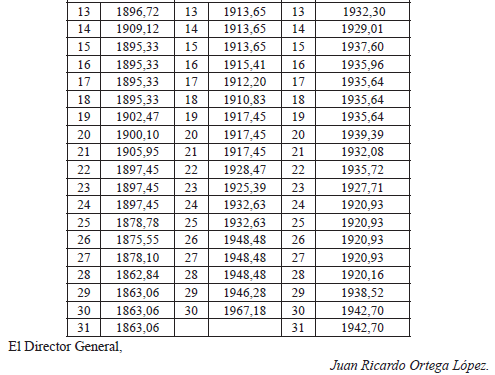 13 1896,72 13 1913,65 13 1932,30
14 1909,12 14 1913,65 14 1929,01
15 1895,33 15 1913,65 15 1937,60
16 1895,33 16 1915,41 16 1935,96
17 1895,33 17 1912,20 17 1935,64
18 1895,33 18 1910,83 18 1935,64
19 1902,47 19 1917,45 19 1935,64
20 1900,10 20 1917,45 20 1939,39
21 1905,95 21 1917,45 21 1932,08
22 1897,45 22 1928,47 22 1935,72
23 1897,45 23 1925,39 23 1927,71
24 1897,45 24 1932,63 24 1920,93
25 1878,78 25 1932,63 25 1920,93
26 1875,55 26 1948,48 26 1920,93
27 1878,10 27 1948,48 27 1920,93
28 1862,84 28 1948,48 28 1920,16
29 1863,06 29 1946,28 29 1938,52
30 1863,06 30 1967,18 30 1942,70
31 1863,06 31 1942,70
El Director General,
Juan Ricardo Ortega López.